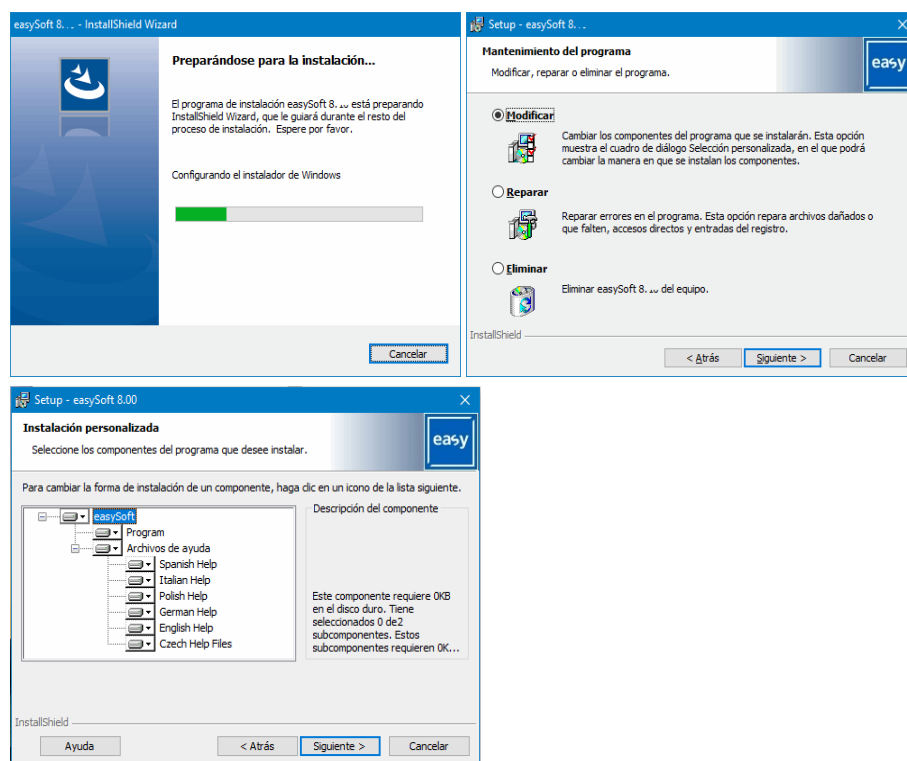 easySoft 8... - InstallShield Wizard
Preparándose para la instalación...
El programa de instalación easySoft 8... está preparando
InstallShield Wizard, que le guiará durante el resto del
proceso de instalación. Espere por favor.
Configurando el instalador de Windows
Cancelar
Setup - easySoft 8...
Mantenimiento del programa
Modificar, reparar o eliminar el programa.
easy
Modificar
Cambiar los componentes del programa que se instalarán. Esta opción
muestra el cuadro de diálogo Selección personalizada, en el que podrá
cambiar la manera en que se instalan los componentes.
Reparar
Reparar errores en el programa. Esta opción repara archivos dañados o
que falten, accesos directos y entradas del registro.
Eliminar
Eliminar easySoft 8. del equipo.
InstallShield
< Atrás
Siguiente >
Cancelar
Setup - easySoft 8.00
Instalación personalizada
Seleccione los componentes del programa que desee instalar.
easy
Para cambiar la forma de instalación de un componente, haga clic en un icono de la lista siguiente.
easySoft
Program
Archivos de ayuda
Spanish Help
Italian Help
Polish Help
German Help
English Help
Czech Help Files
Descripción del componente
Este componente requiere 0KB
en el disco duro. Tiene
seleccionados 0 de2
subcomponentes. Estos
subcomponentes requieren 0K...
InstallShield
Ayuda
< Atrás
Siguiente >
Cancelar